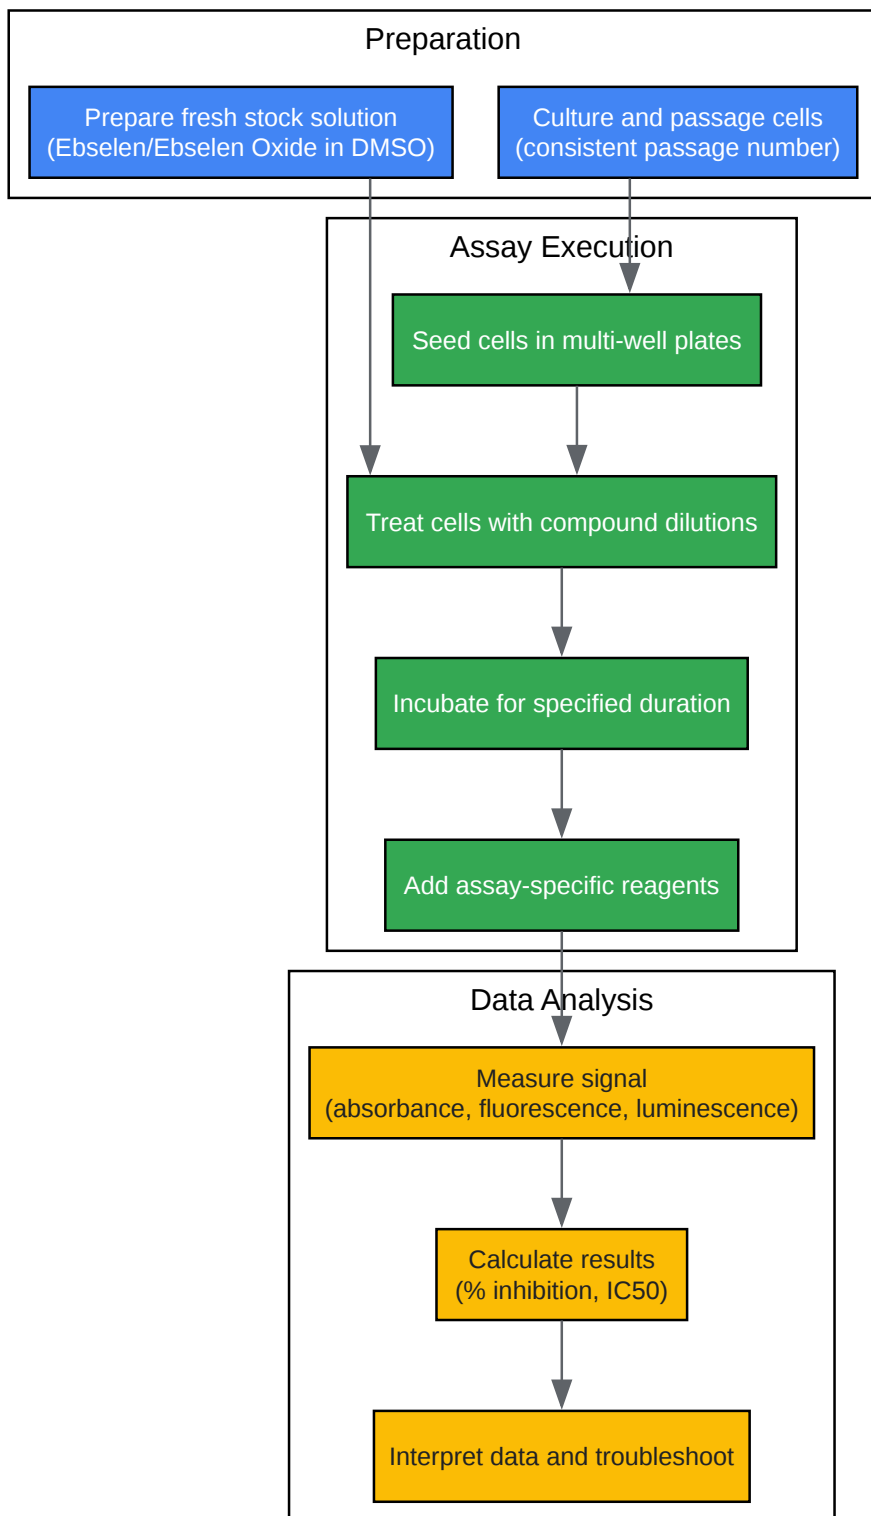 Preparation
Prepare fresh stock solution
(Ebselen/Ebselen Oxide in DMSO)
Culture and passage cells
(consistent passage number)
Assay Execution
Seed cells in multi-well plates
Treat cells with compound dilutions
Incubate for specified duration
Add assay-specific reagents
Data Analysis
Measure signal
(absorbance, fluorescence, luminescence)
Calculate results
(% inhibition, IC50)
Interpret data and troubleshoot